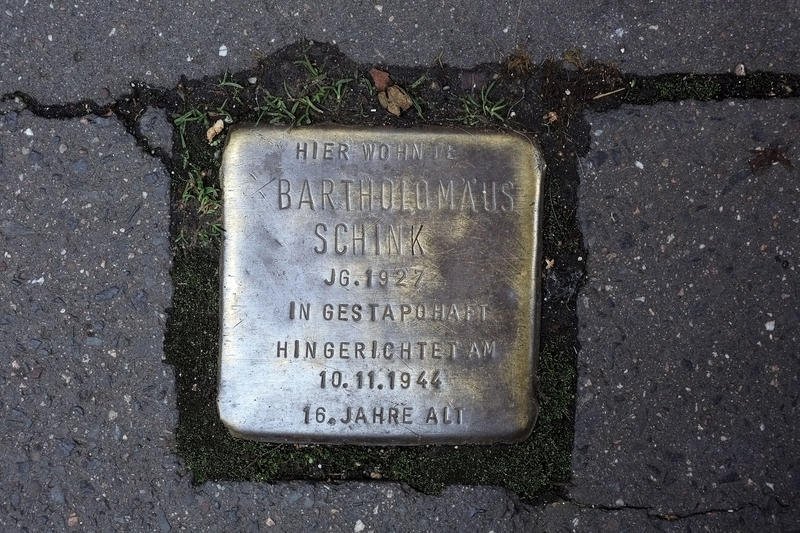 HIER WOHNTE
BARTHOLOMÄUS
SCHINK
JG.1927
IN GESTAPOHAFT
HINGERICHTET AM
10.11.1944
16.JAHRE ALT